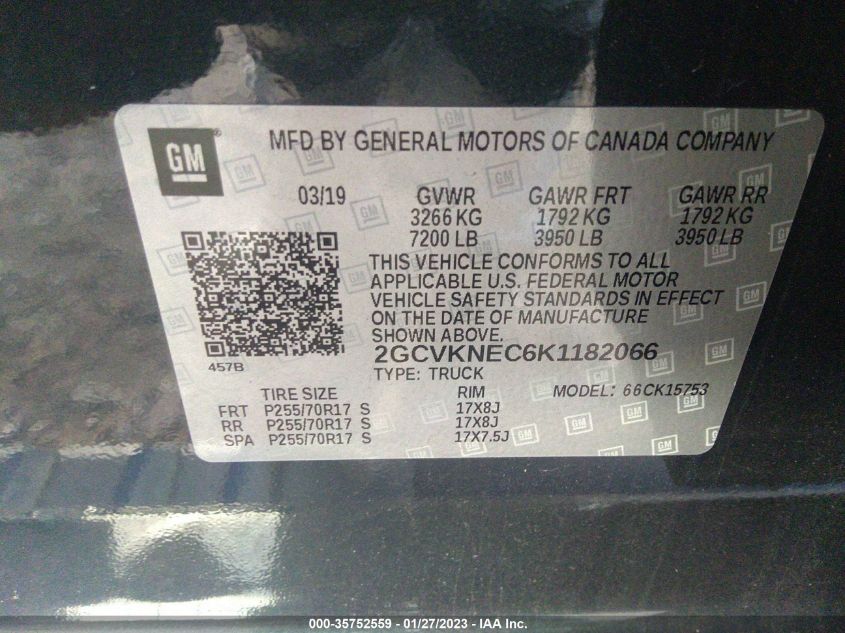 GM®
MFD BY GENERAL MOTORS OF CANADA COMPANY
03/19 GVWR GAWR FRT GAWR RR
3266 KG 1792 KG 1792 KG
7200 LB 3950 LB 3950 LB
THIS VEHICLE CONFORMS TO ALL
APPLICABLE U.S. FEDERAL MOTOR
VEHICLE SAFETY STANDARDS IN EFFECT
ON THE DATE OF MANUFACTURE
SHOWN ABOVE.
457B
2GCVKNEC6K1182066
TYPE: TRUCK
TIRE SIZE RIM MODEL: 66CK15753
FRT P255/70R17 S 17X8J
RR P255/70R17 S 17X8J
SPA P255/70R17 S 17X7.5J
000-35752559 — 01/27/2023 — © IAA Inc.